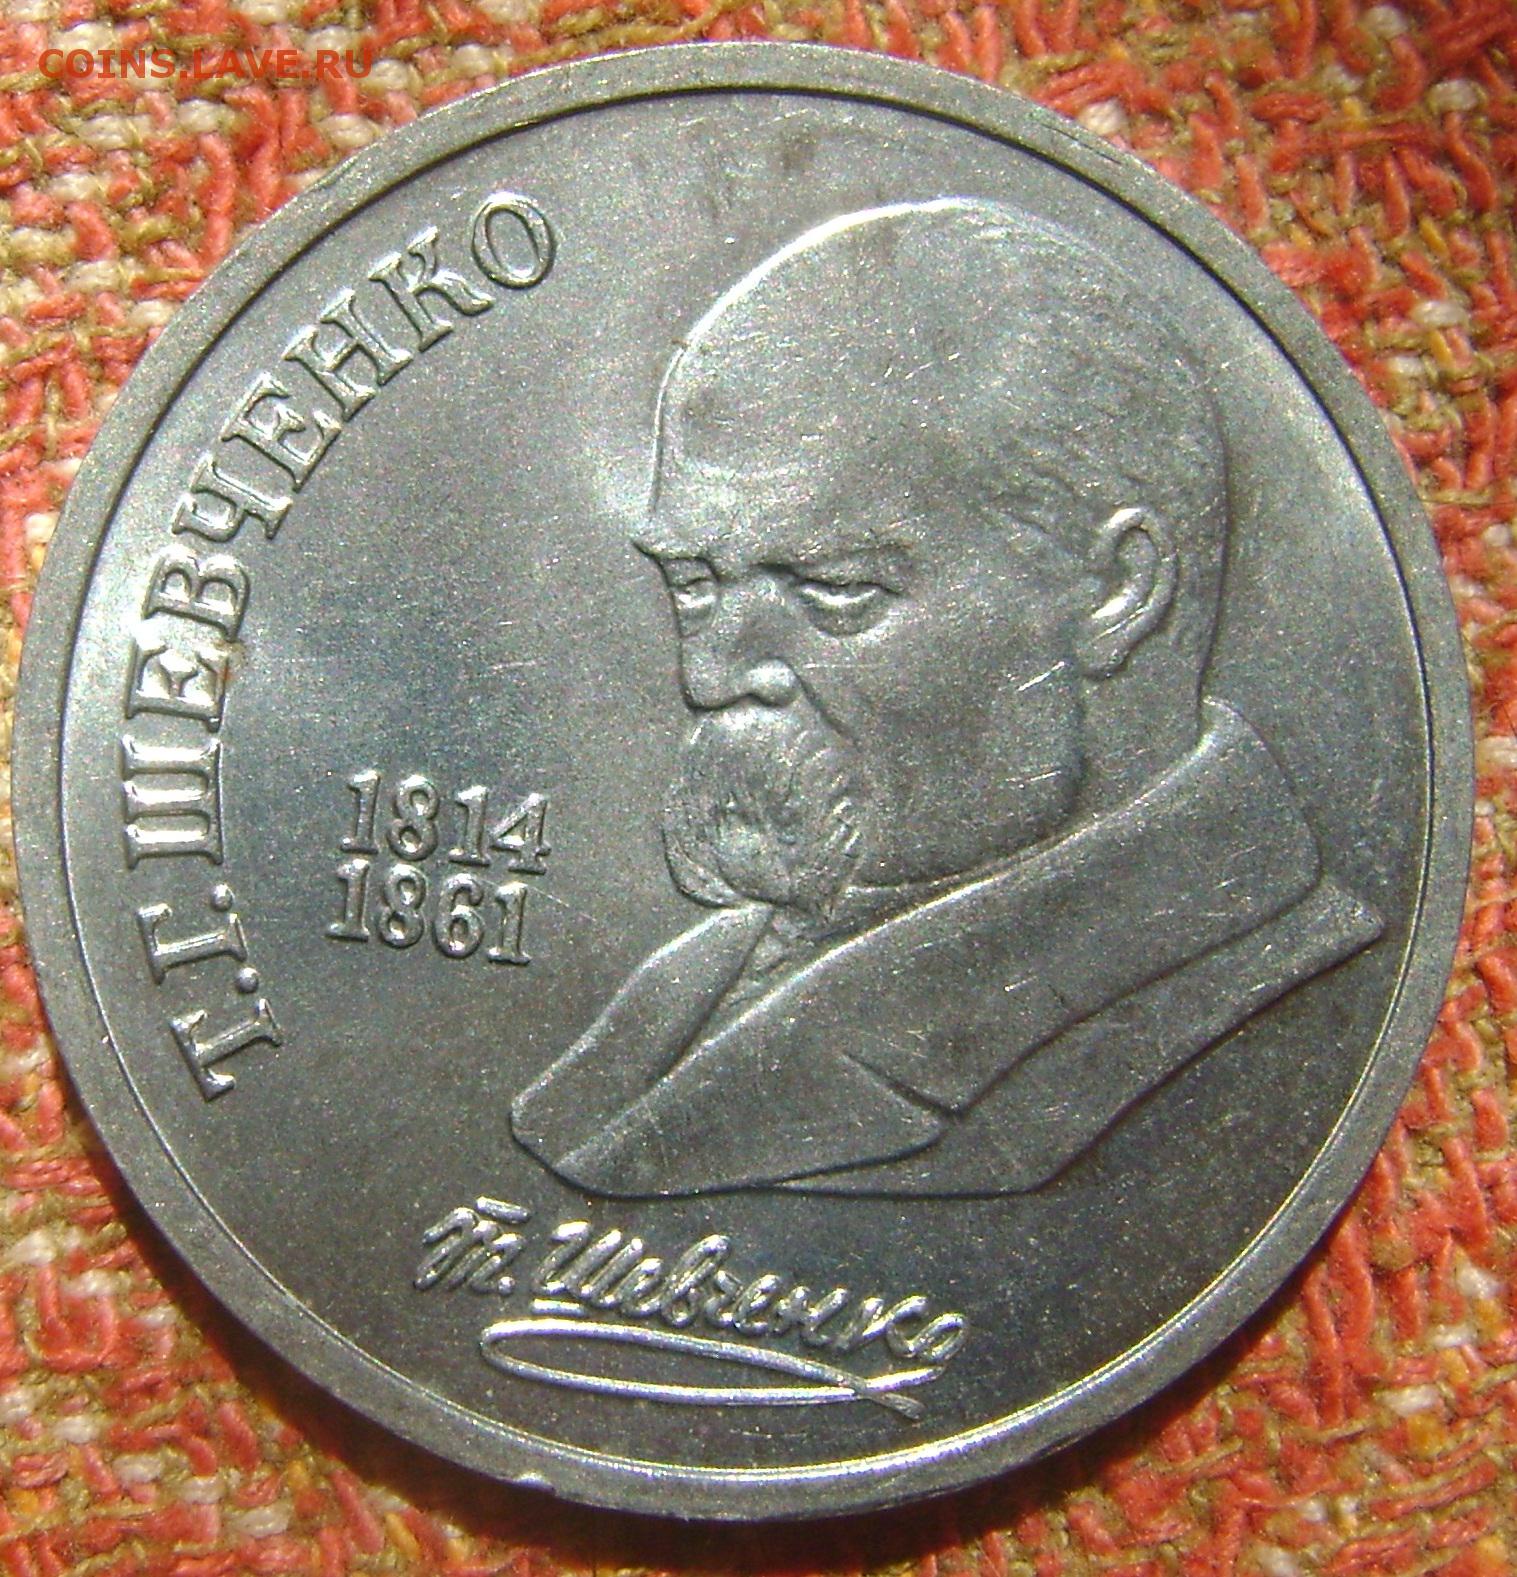 COINS.LAVE.RU
Т.Г. ШЕВЧЕНКО
1814
1861
Т. Шевченко